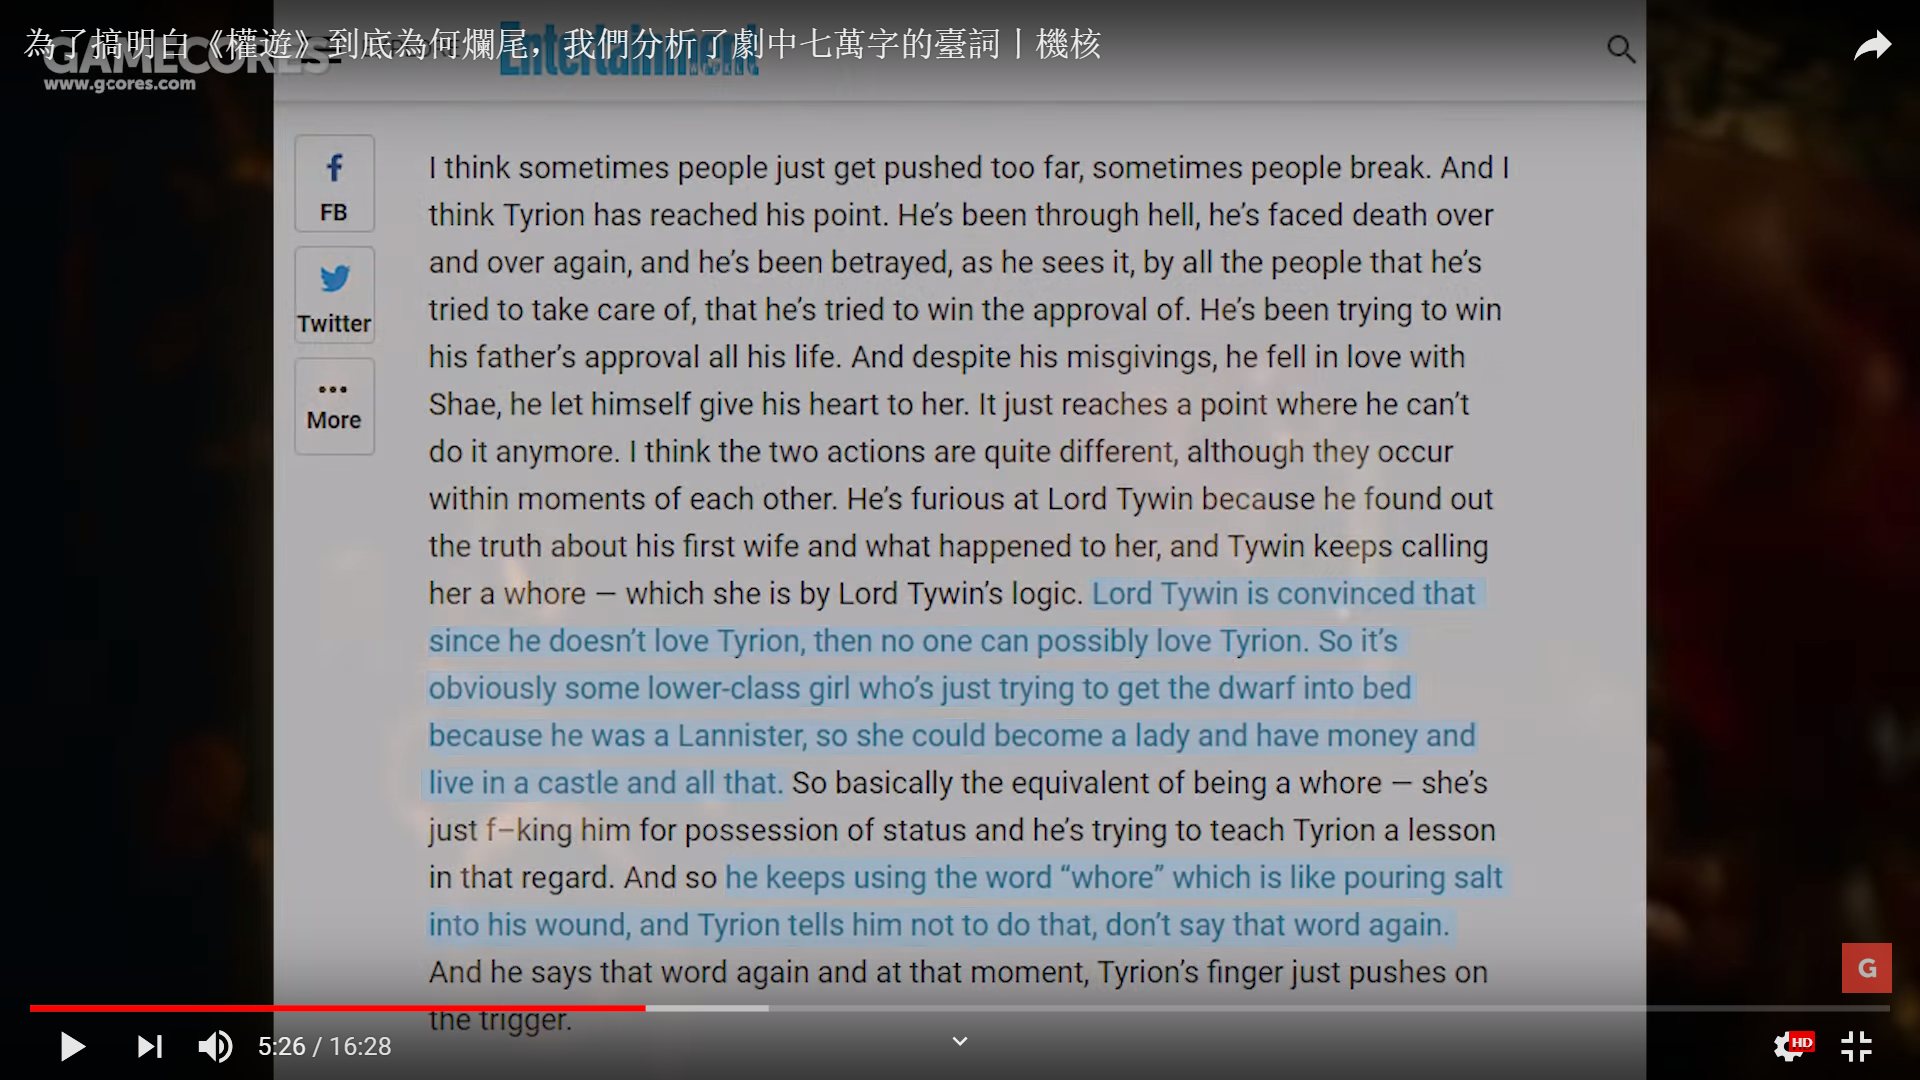 為了搞明白《權遊》到底為何爛尾，我們分析了劇中七萬字的臺詞丨機核
GAMECORES
www.gcores.com
Entertainment
WEEKLY
FB
Twitter
More
I think sometimes people just get pushed too far, sometimes people break. And I
think Tyrion has reached his point. He’s been through hell, he’s faced death over
and over again, and he’s been betrayed, as he sees it, by all the people that he’s
tried to take care of, that he’s tried to win the approval of. He’s been trying to win
his father’s approval all his life. And despite his misgivings, he fell in love with
Shae, he let himself give his heart to her. It just reaches a point where he can’t
do it anymore. I think the two actions are quite different, although they occur
within moments of each other. He’s furious at Lord Tywin because he found out
the truth about his first wife and what happened to her, and Tywin keeps calling
her a whore — which she is by Lord Tywin’s logic. Lord Tywin is convinced that
since he doesn’t love Tyrion, then no one can possibly love Tyrion. So it’s
obviously some lower-class girl who’s just trying to get the dwarf into bed
because he was a Lannister, so she could become a lady and have money and
live in a castle and all that. So basically the equivalent of being a whore — she’s
just f–king him for possession of status and he’s trying to teach Tyrion a lesson
in that regard. And so he keeps using the word “whore” which is like pouring salt
into his wound, and Tyrion tells him not to do that, don’t say that word again.
And he says that word again and at that moment, Tyrion’s finger just pushes on
the trigger.
G
5:26 / 16:28
HD